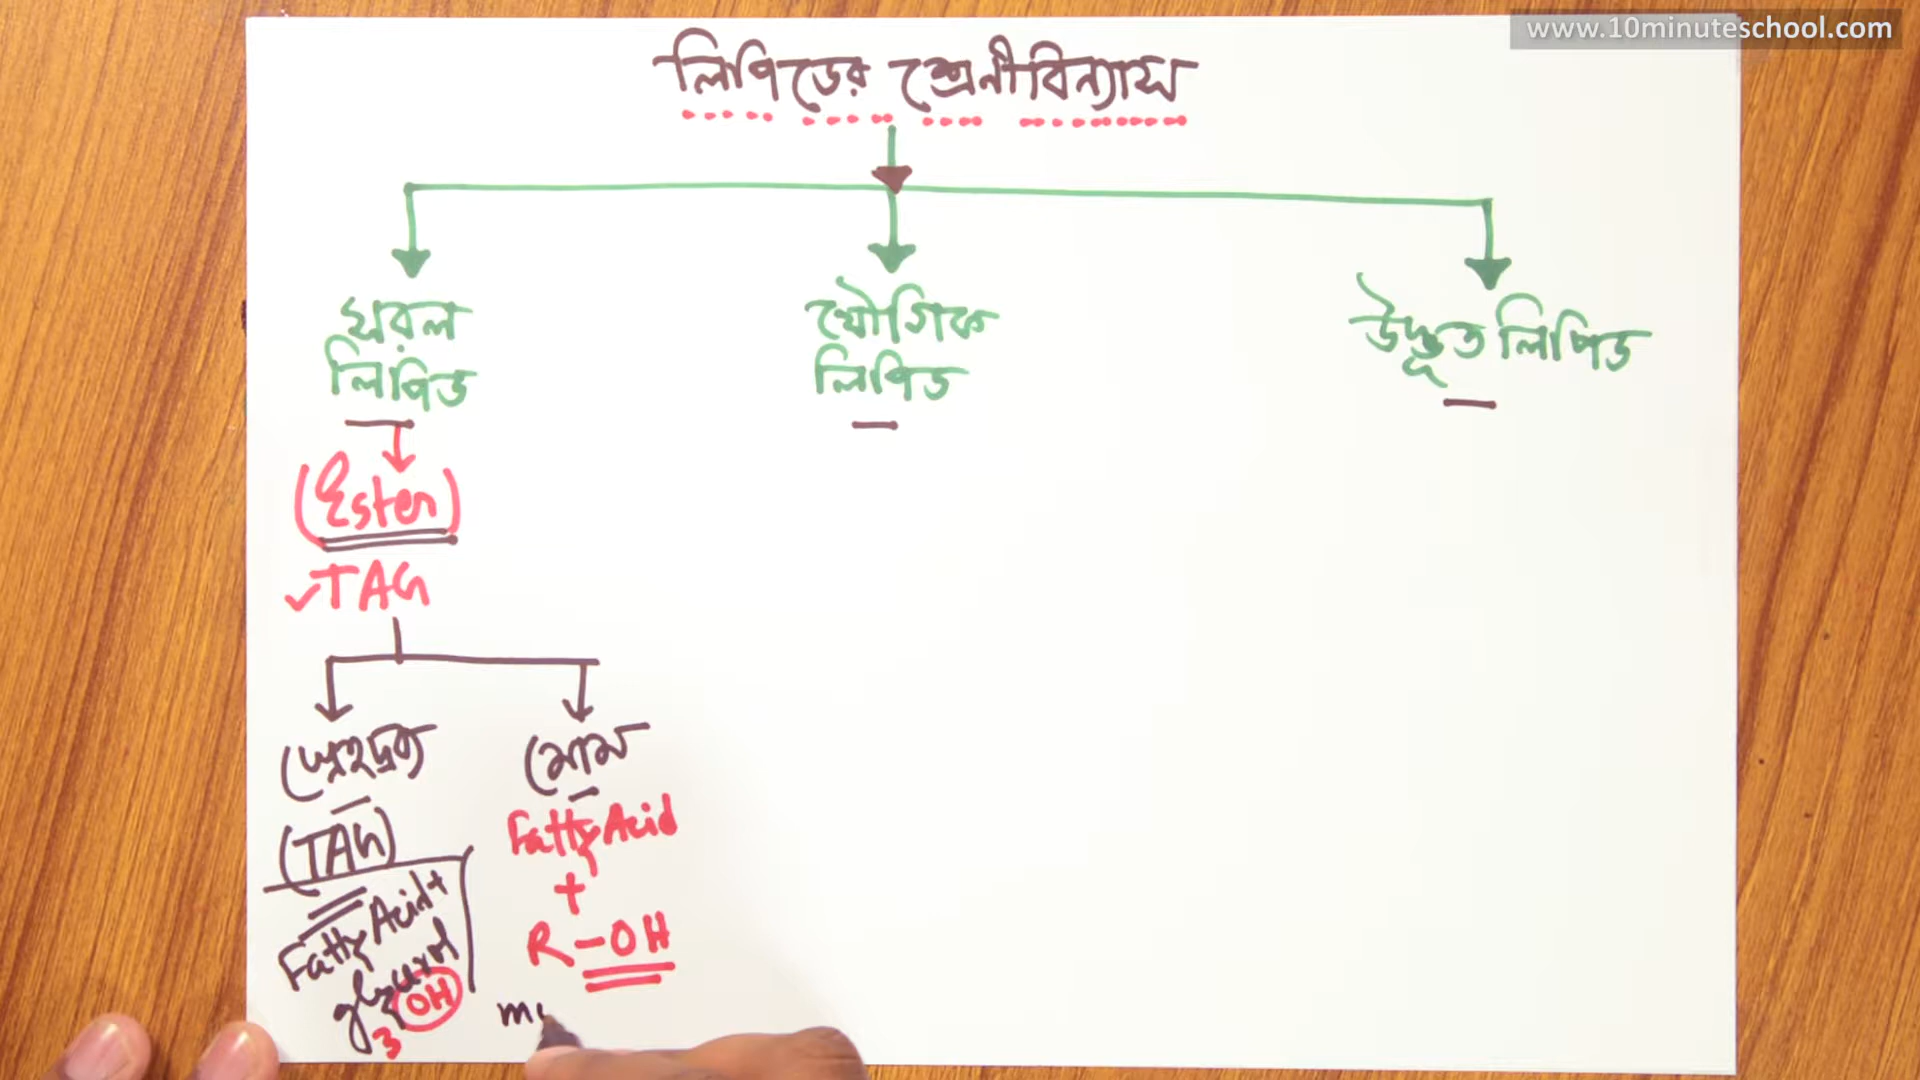 www.10minuteschool.com
লিপিডের শ্রেনীবিন্যাস
সরল
লিপিড
যৌগিক
লিপিড
উদ্ভূত লিপিড
(Ester)
TAG
স্নেহদ্রব্য
মোম
(TAG)
Fatty Acid
Fatty Acid+
+
glycerol
R-OH
OH
3